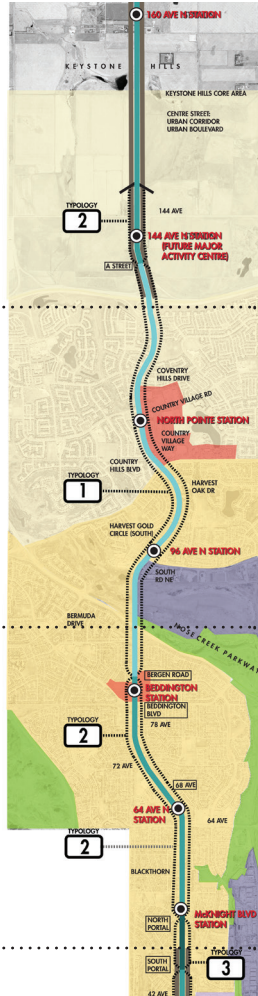 160 AVE N STATION
KEYSTONE HILLS
KEYSTONE HILLS CORE AREA
CENTRE STREET:
URBAN CORRIDOR
URBAN BOULEVARD
TYPOLOGY
2
144 AVE
144 AVE N STATION
(FUTURE MAJOR
ACTIVITY CENTRE)
A STREET
COVENTRY
HILLS DRIVE
COUNTRY VILLAGE RD
NORTH POINTE STATION
COUNTRY
VILLAGE
WAY
COUNTRY
HILLS BLVD
TYPOLOGY
1
HARVEST
OAK DR
HARVEST GOLD
CIRCLE (SOUTH)
96 AVE N STATION
SOUTH
RD NE
BERMUDA
DRIVE
NOSE CREEK PARKWAY
BERGEN ROAD
BEDDINGTON
STATION
BEDDINGTON
BLVD
78 AVE
TYPOLOGY
2
72 AVE
68 AVE
64 AVE N
STATION
64 AVE
TYPOLOGY
2
BLACKTHORN
McKNIGHT BLVD
STATION
NORTH
PORTAL
TYPOLOGY
3
SOUTH
PORTAL
42 AVE